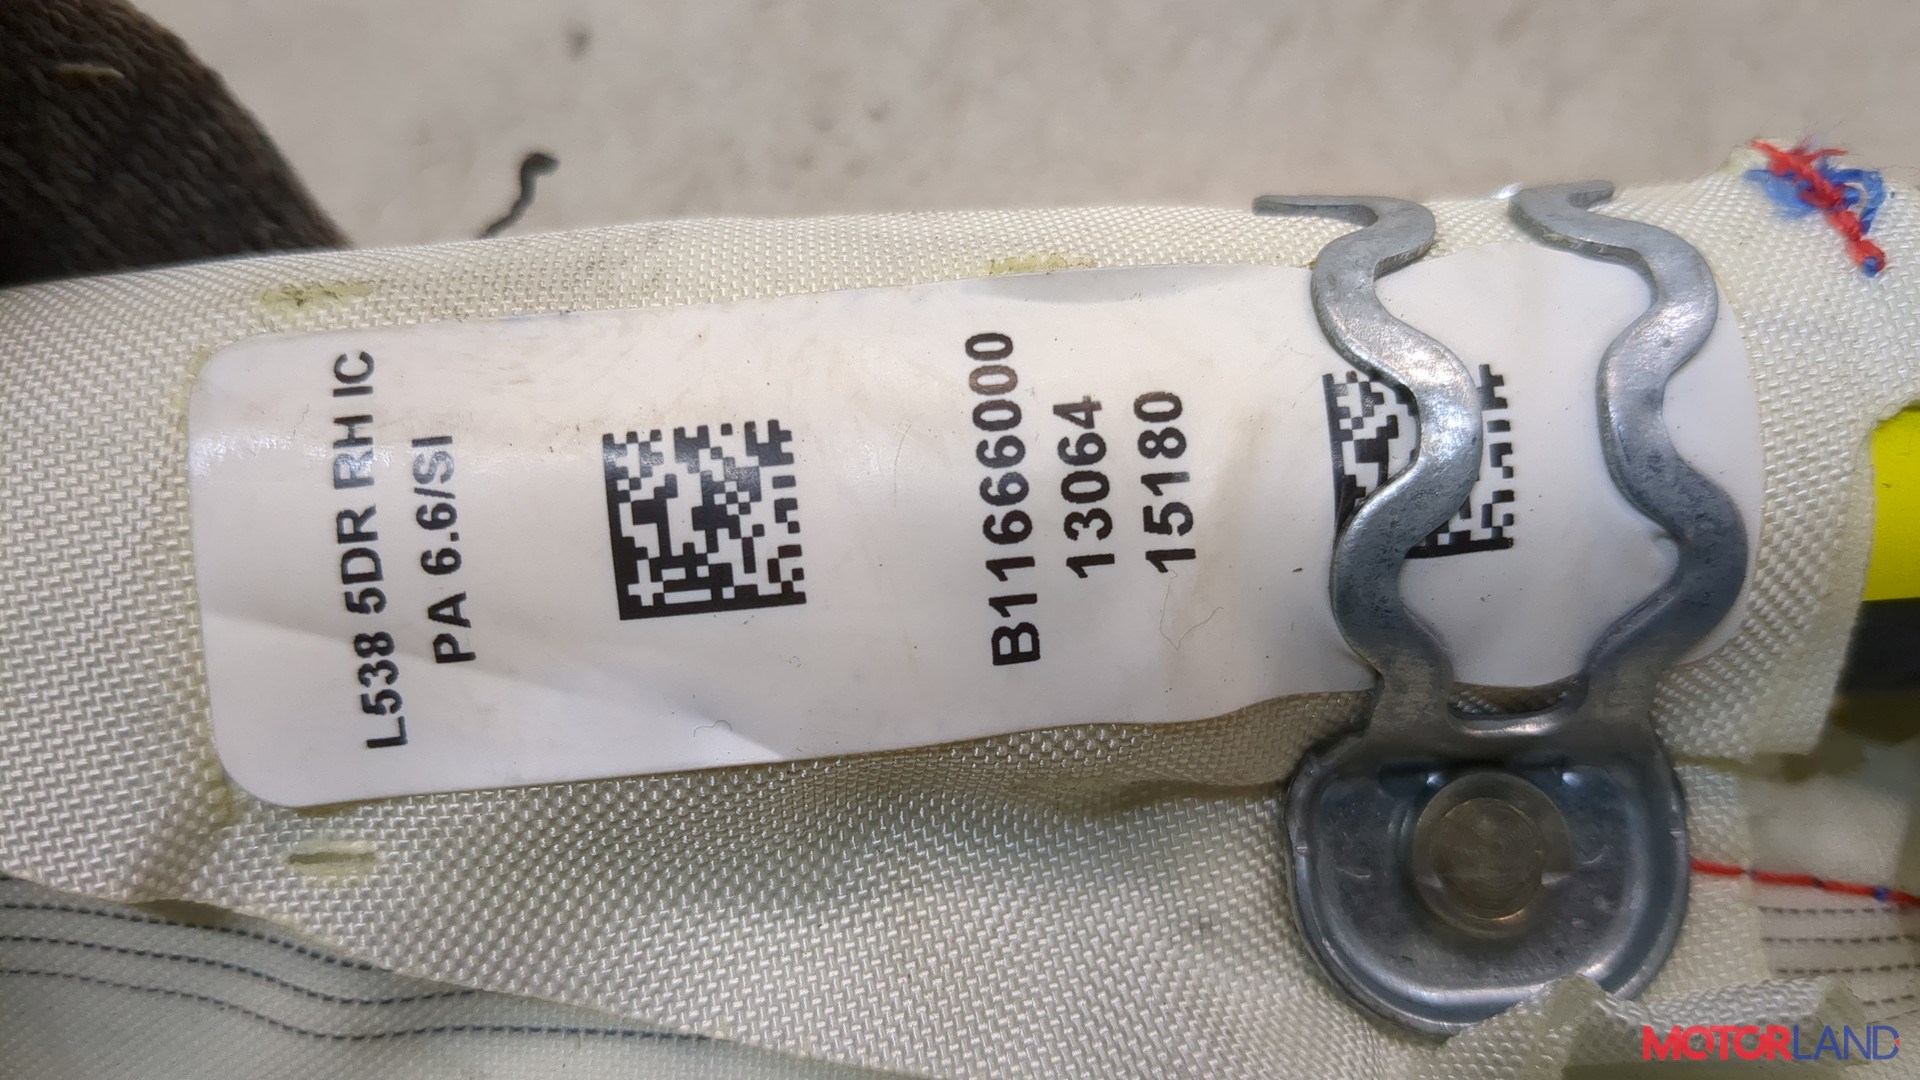 L538 5DR RH IC
PA 6.6/SI
B11666000
13064
15180
MOTORLAND